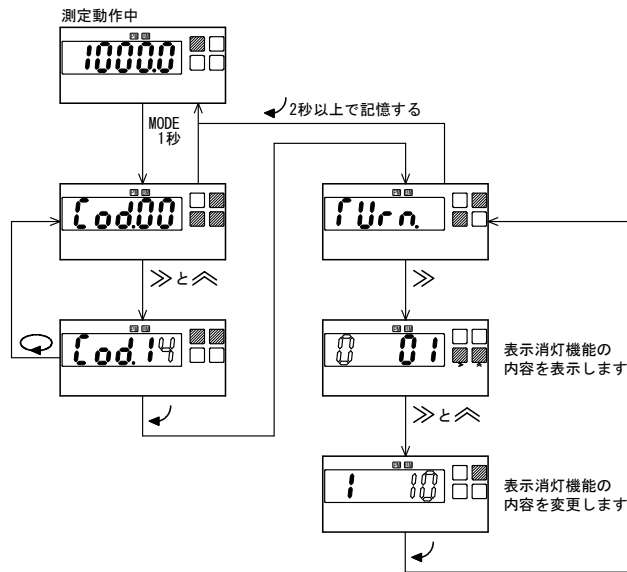 測定動作中
1000.0
MODE
1秒
2秒以上で記憶する
Cod.00
TUrn.
≫と︽
≫
Cod.14
0 01
表示消灯機能の
内容を表示します
≫と︽
1 10
表示消灯機能の
内容を変更します